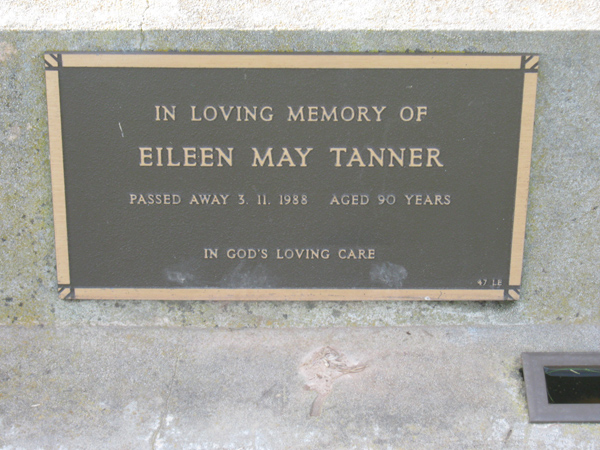 IN LOVING MEMORY OF
EILEEN MAY TANNER
PASSED AWAY 3. 11. 1988 AGED 90 YEARS
IN GOD'S LOVING CARE
47 LE